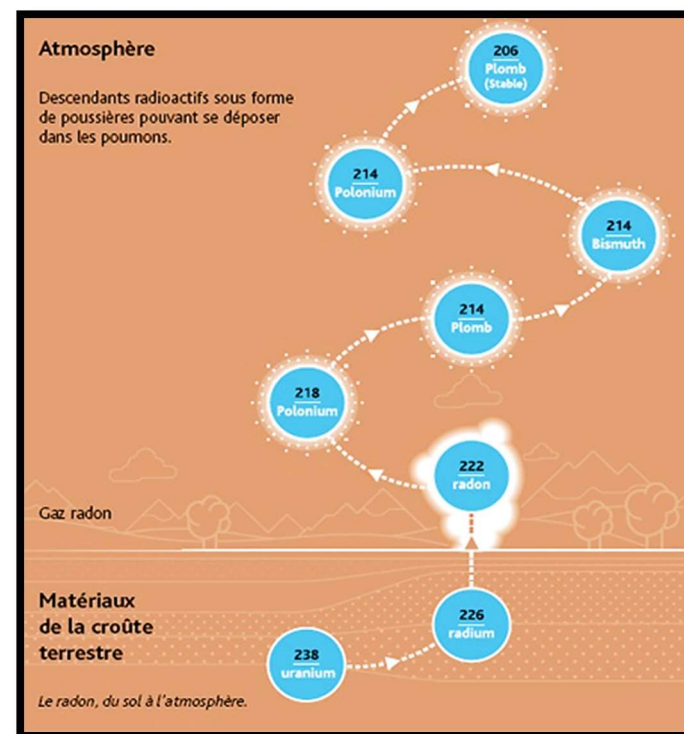 Atmosphère
Descendants radioactifs sous forme
de poussières pouvant se déposer
dans les poumons.
206
Plomb
(Stable)
214
Polonium
214
Bismuth
214
Plomb
218
Polonium
222
radon
Gaz radon
Matériaux
de la croûte
terrestre
226
radium
238
uranium
Le radon, du sol à l'atmosphère.